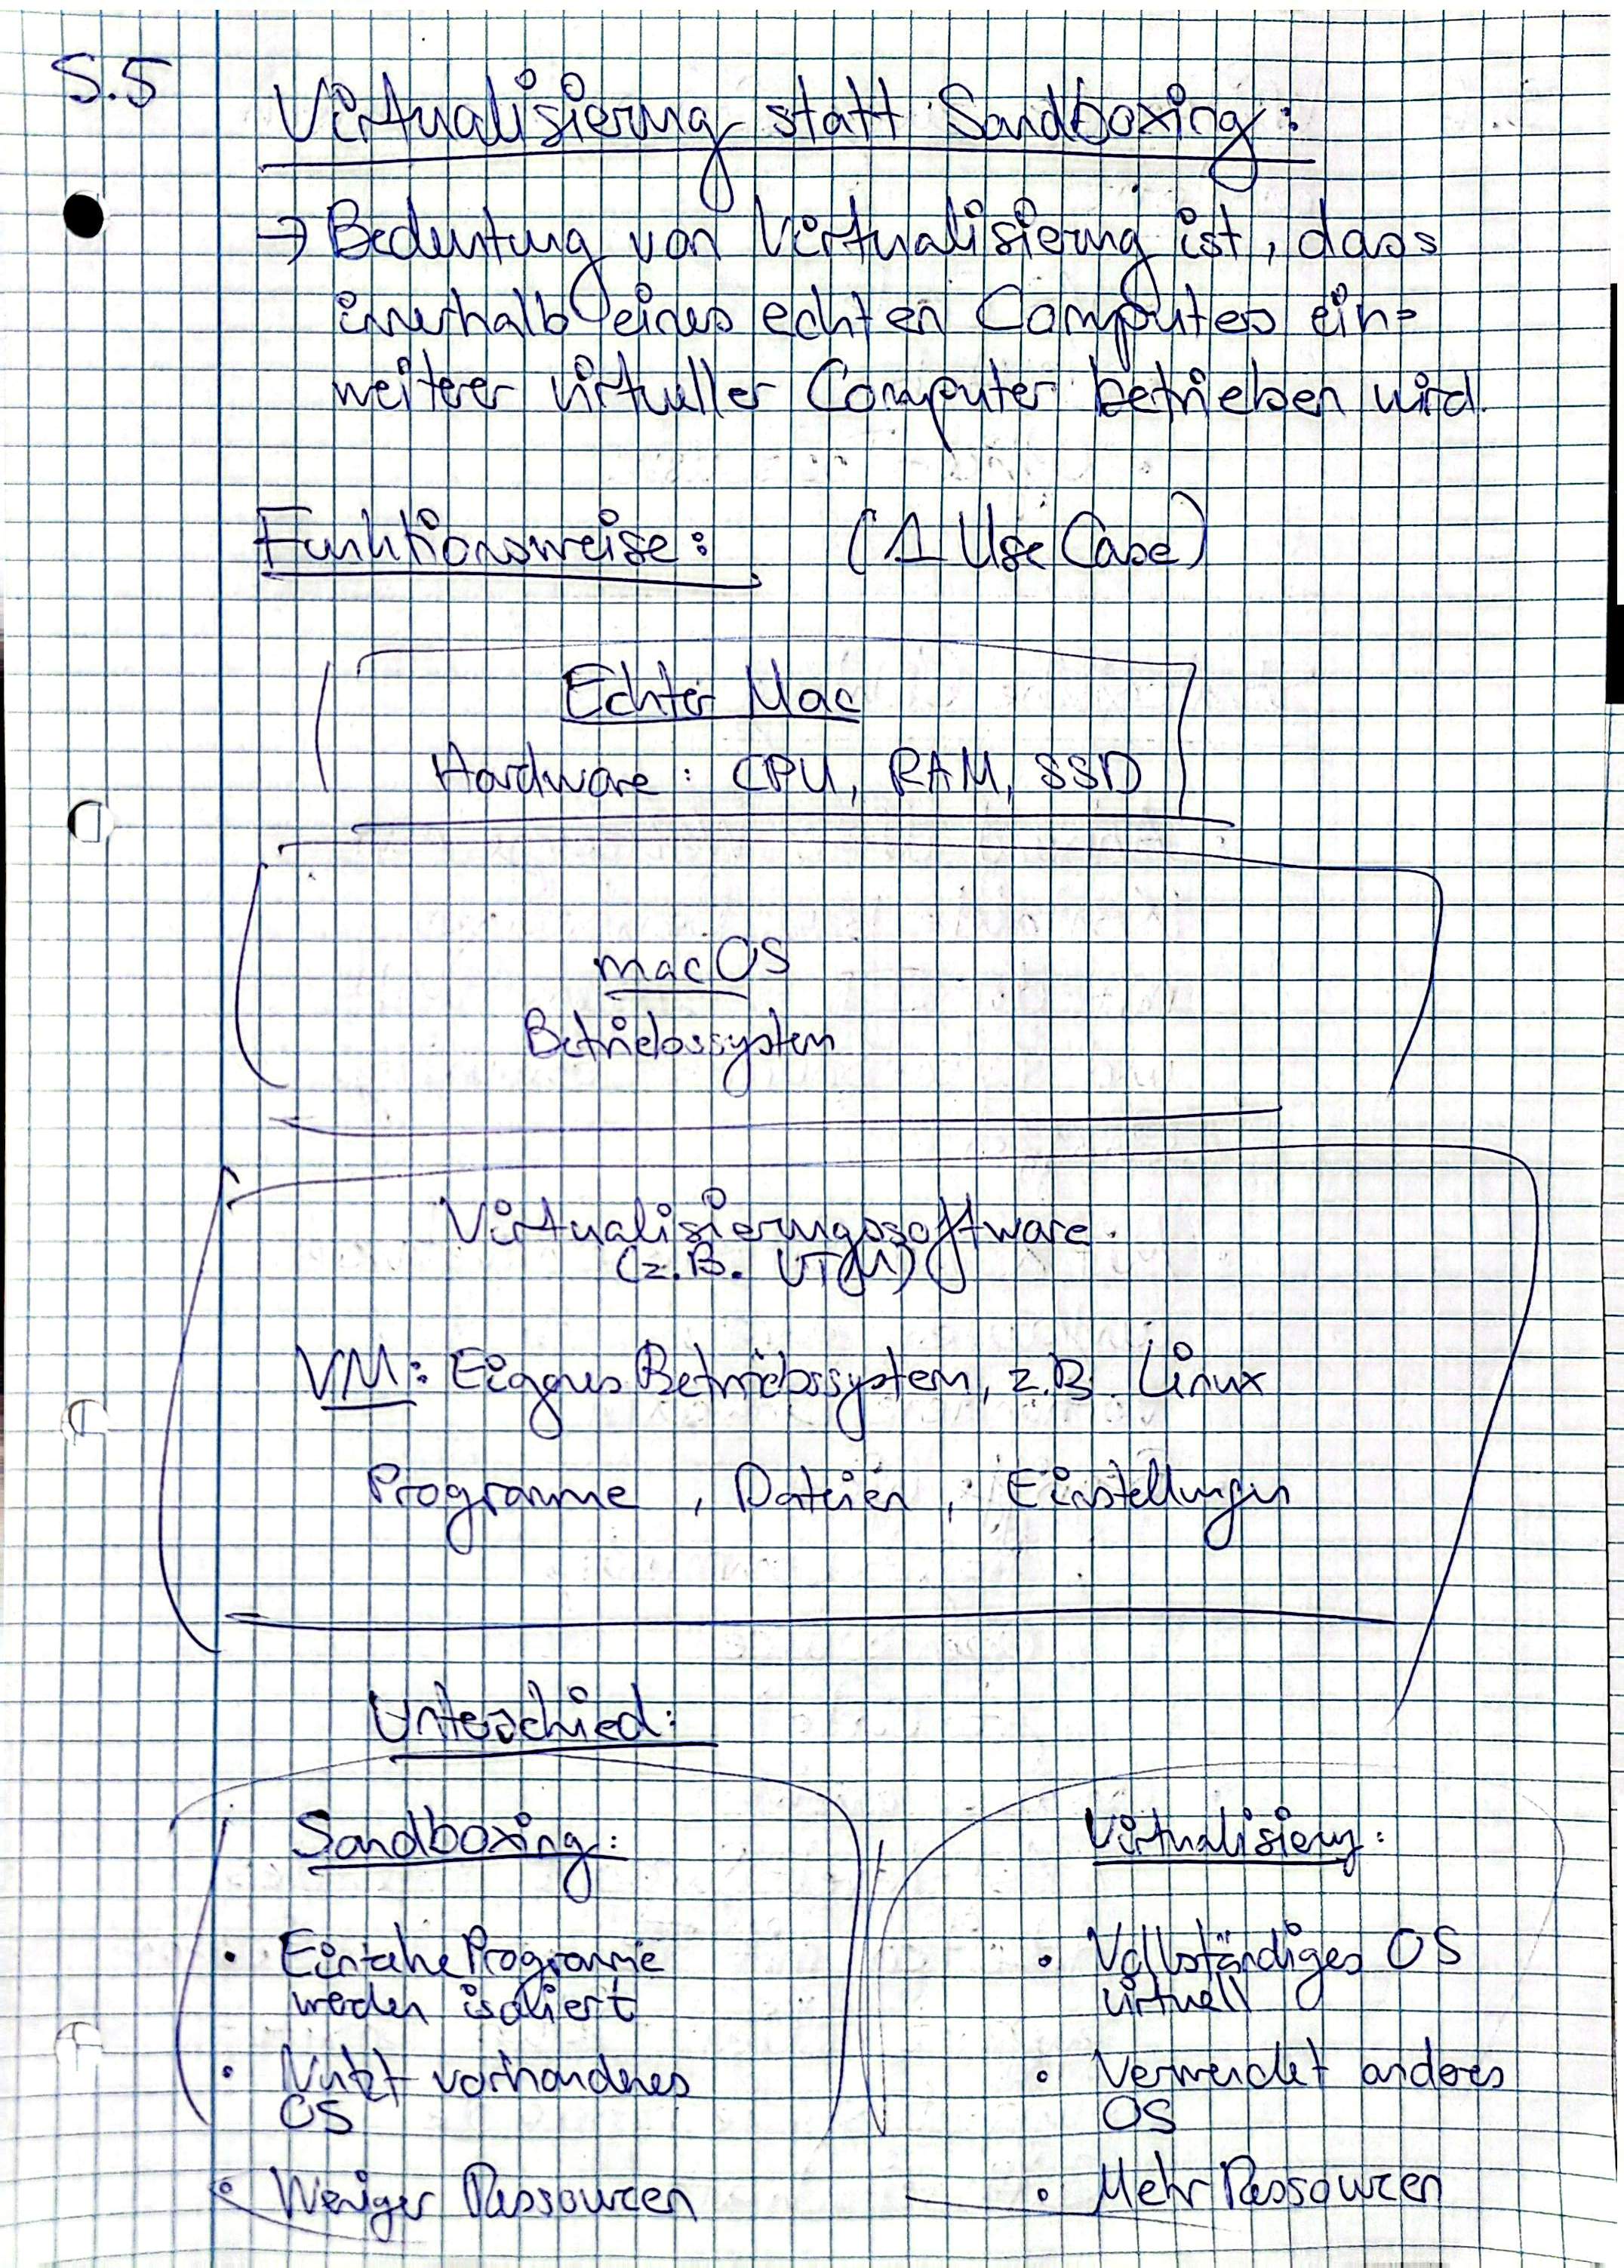 S.5
Virtualisierung statt Sandboxing:
→ Bedeutung von Virtualisierung ist, dass
innerhalb eines echten Computes ein
weiterer virtueller Computer betrieben wird.
Funktionsweise: (1 Use Case)
Echter Mac
Hardware: CPU, RAM, SSD
macOS
Betriebssystem
Virtualisierungssoftware
(z.B. UTM)
VM: Eigenes Betriebssystem, z.B. Linux
Programme, Dateien, Einstellungen
Unterschied:
Sandboxing:
• Einzelne Programme
werden isoliert
• Nutzt vorhandenes
OS
• Weniger Ressourcen
Virtualisierung:
• Vollständiges OS
virtuell
• Verwendet anderes
OS
• Mehr Ressourcen